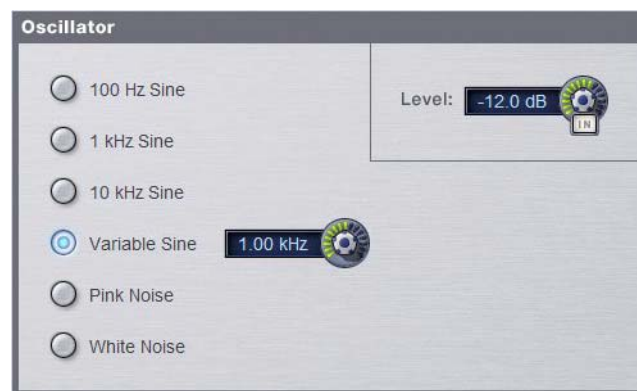 Oscillator
100 Hz Sine
Level: -12.0 dB
IN
1 kHz Sine
10 kHz Sine
Variable Sine 1.00 kHz
Pink Noise
White Noise